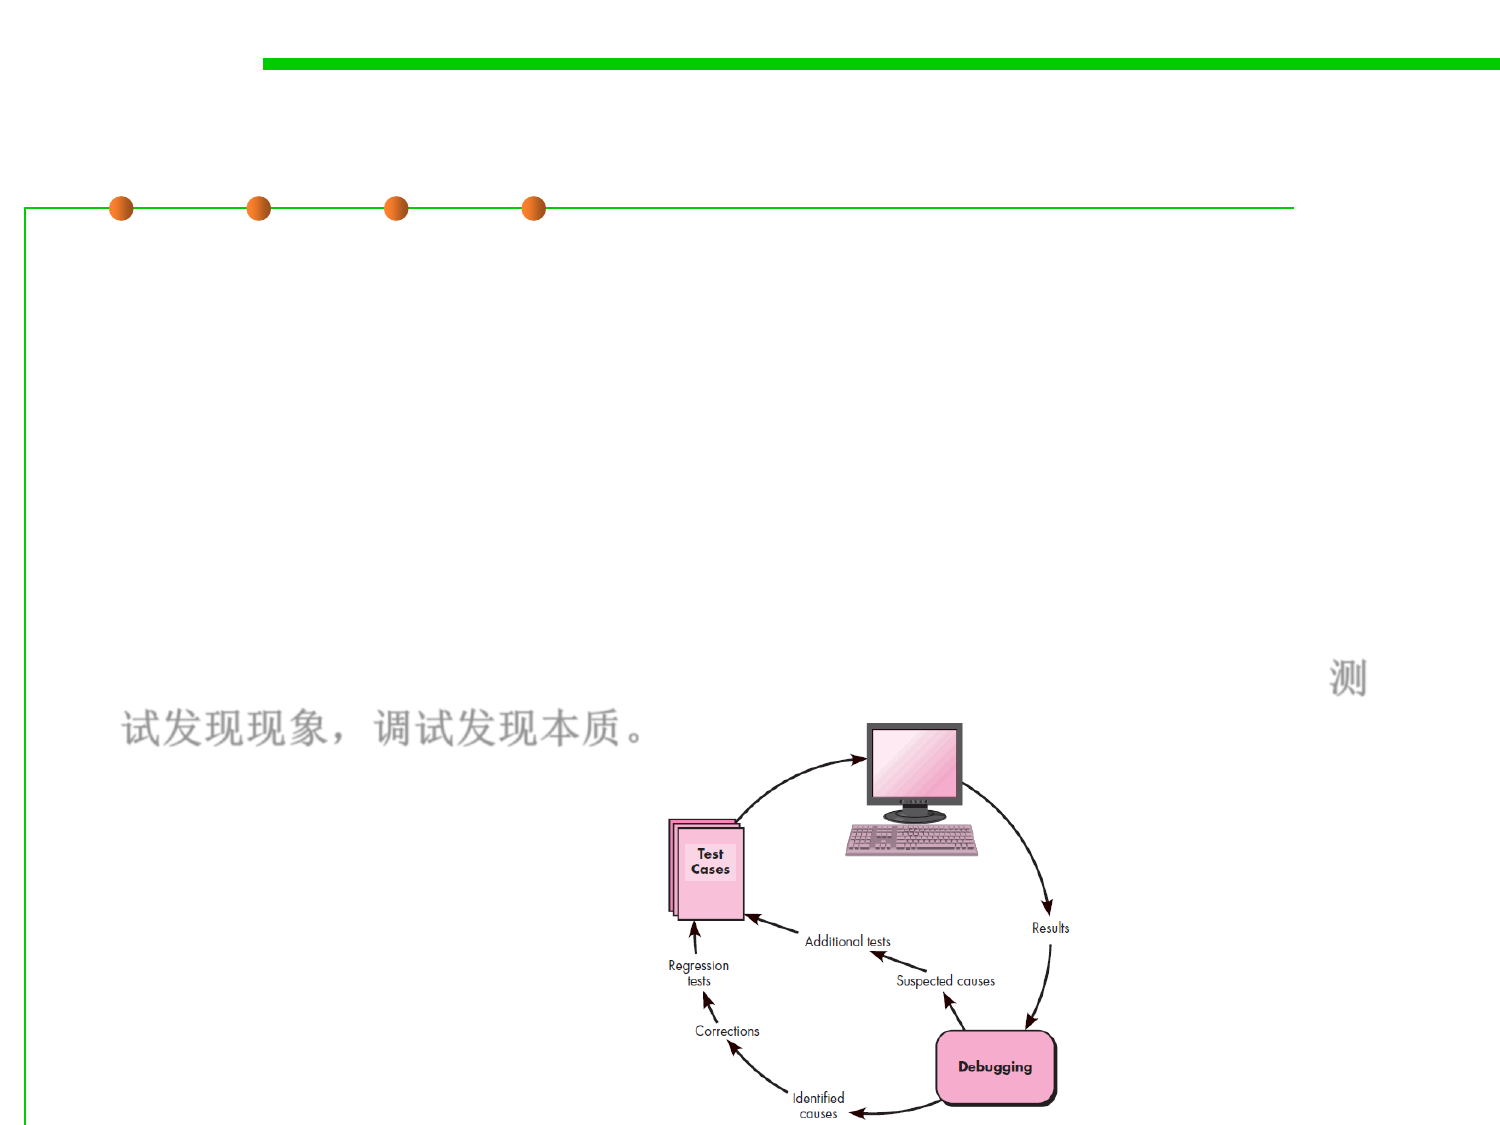 测
试发现现象，调试发现本质。
Test
Cases
Results
Additional tests
Regression
tests
Suspected causes
Corrections
Debugging
Identified
causes